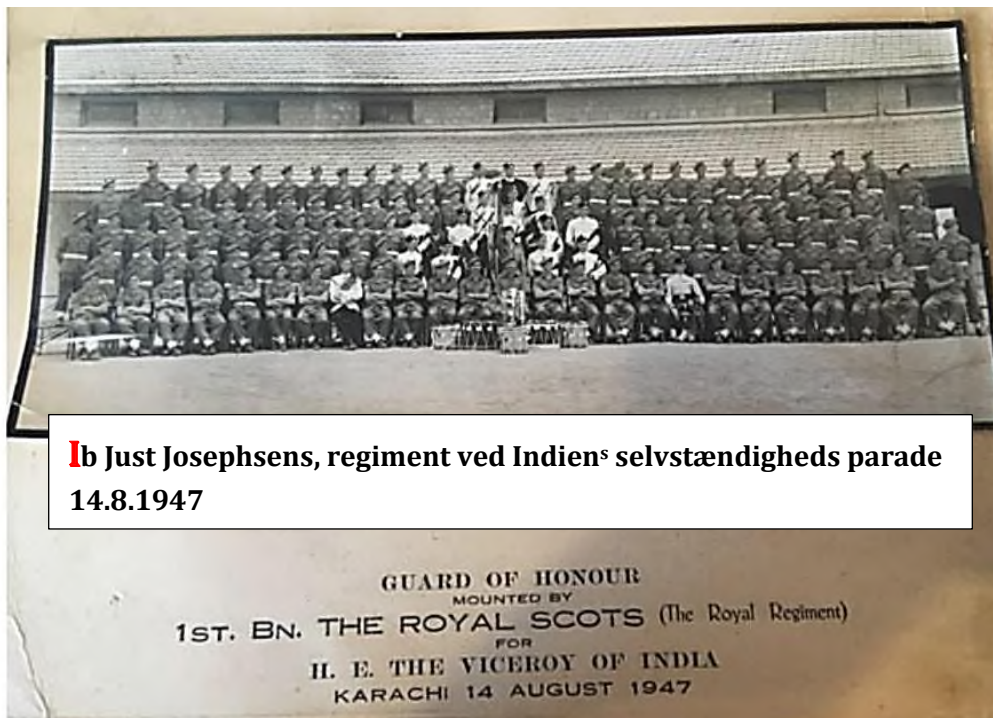 Ib Just Josephsens, regiment ved Indienˢ selvstændigheds parade
14.8.1947
GUARD OF HONOUR
MOUNTED BY
1ST. BN. THE ROYAL SCOTS (The Royal Regiment)
FOR
H. E. THE VICEROY OF INDIA
KARACHI 14 AUGUST 1947